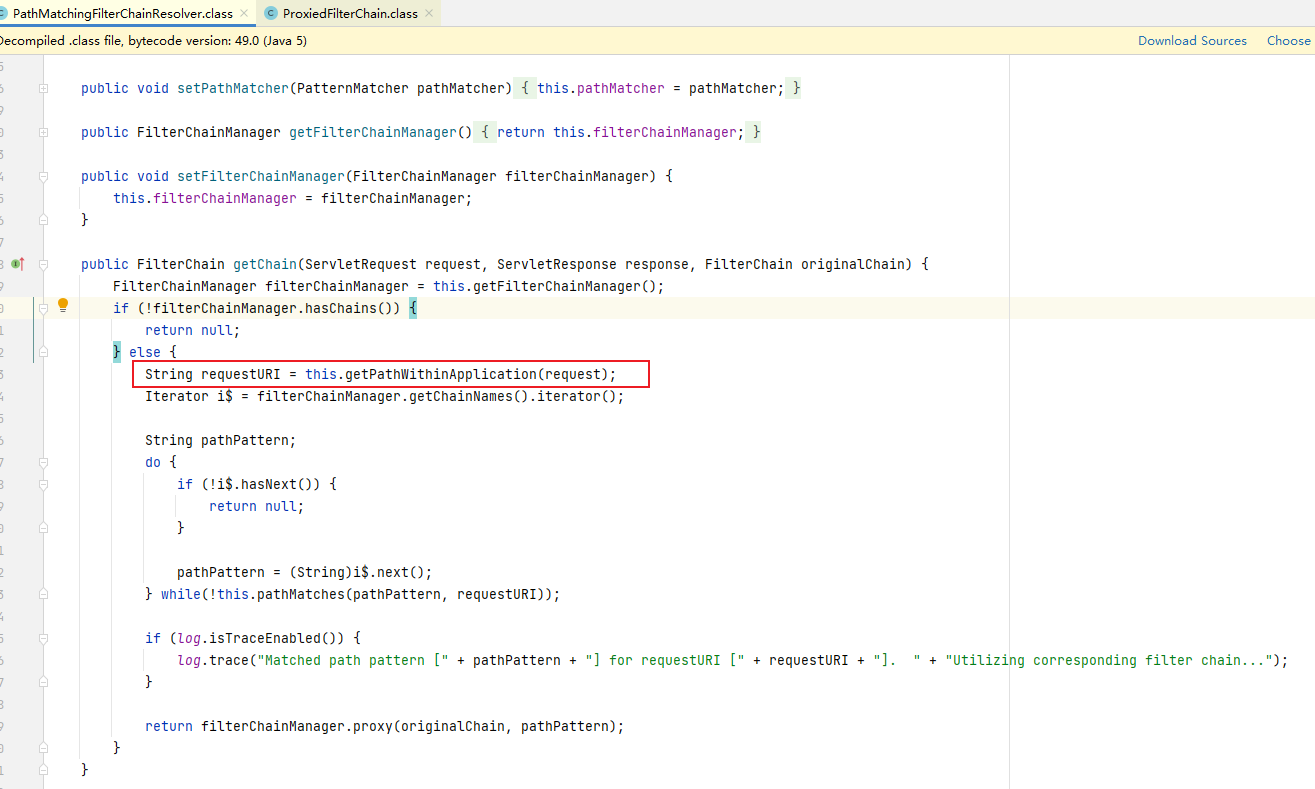 PathMatchingFilterChainResolver.class × C ProxiedFilterChain.class ×
Decompiled .class file, bytecode version: 49.0 (Java 5) Download Sources Choose
public void setPathMatcher(PatternMatcher pathMatcher) { this.pathMatcher = pathMatcher; }
public FilterChainManager getFilterChainManager() { return this.filterChainManager; }
public void setFilterChainManager(FilterChainManager filterChainManager) {
this.filterChainManager = filterChainManager;
}
public FilterChain getChain(ServletRequest request, ServletResponse response, FilterChain originalChain) {
FilterChainManager filterChainManager = this.getFilterChainManager();
if (!filterChainManager.hasChains()) {
return null;
} else {
String requestURI = this.getPathWithinApplication(request);
Iterator i$ = filterChainManager.getChainNames().iterator();
String pathPattern;
do {
if (!i$.hasNext()) {
return null;
}
pathPattern = (String)i$.next();
} while(!this.pathMatches(pathPattern, requestURI));
if (log.isTraceEnabled()) {
log.trace("Matched path pattern [" + pathPattern + "] for requestURI [" + requestURI + "].  " + "Utilizing corresponding filter chain...");
}
return filterChainManager.proxy(originalChain, pathPattern);
}
}